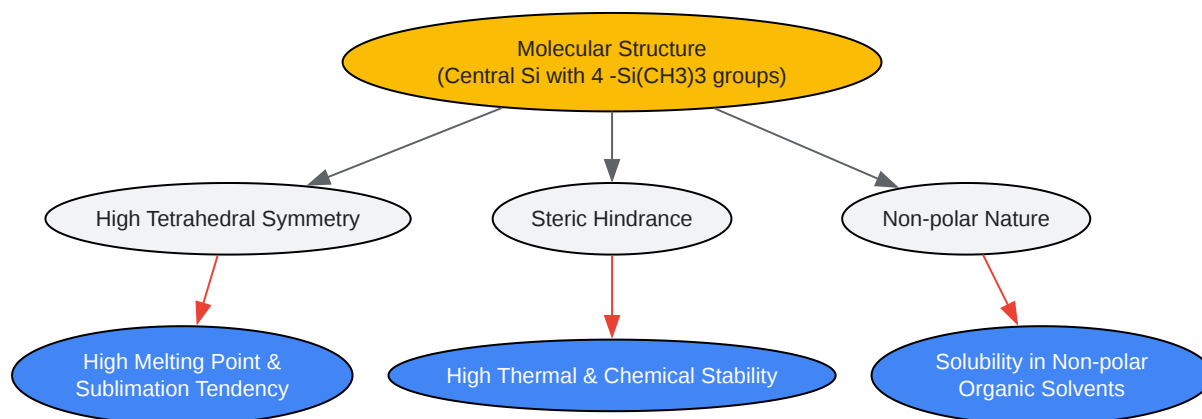 Molecular Structure
(Central Si with 4 -Si(CH3)3 groups)
High Tetrahedral Symmetry
Steric Hindrance
Non-polar Nature
High Melting Point &
Sublimation Tendency
High Thermal & Chemical Stability
Solubility in Non-polar
Organic Solvents